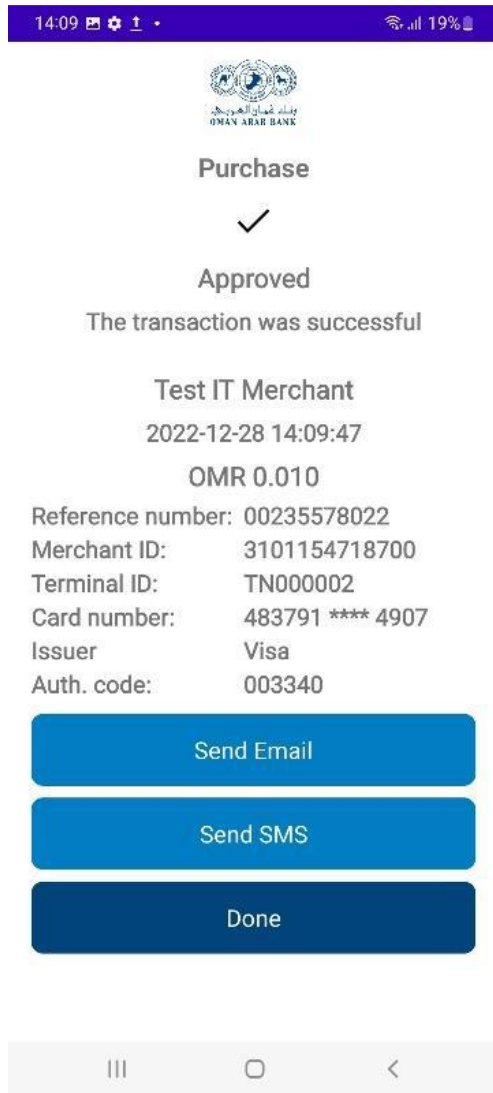 14:09 19%
بنك عُمان العربي
OMAN ARAB BANK
Purchase
Approved
The transaction was successful
Test IT Merchant
2022-12-28 14:09:47
OMR 0.010
Reference number: 00235578022
Merchant ID: 3101154718700
Terminal ID: TN000002
Card number: 483791 **** 4907
Issuer Visa
Auth. code: 003340
Send Email
Send SMS
Done